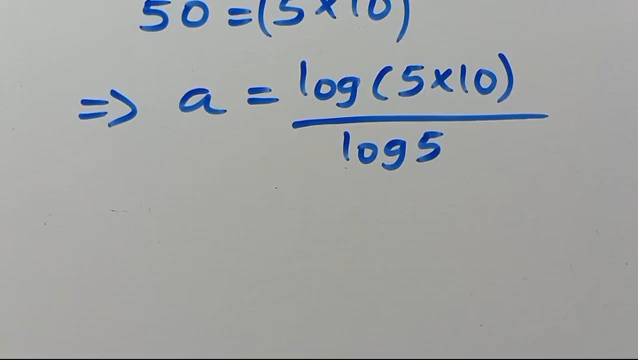 50 = (5×10)
⇒ a = log(5×10) / log5